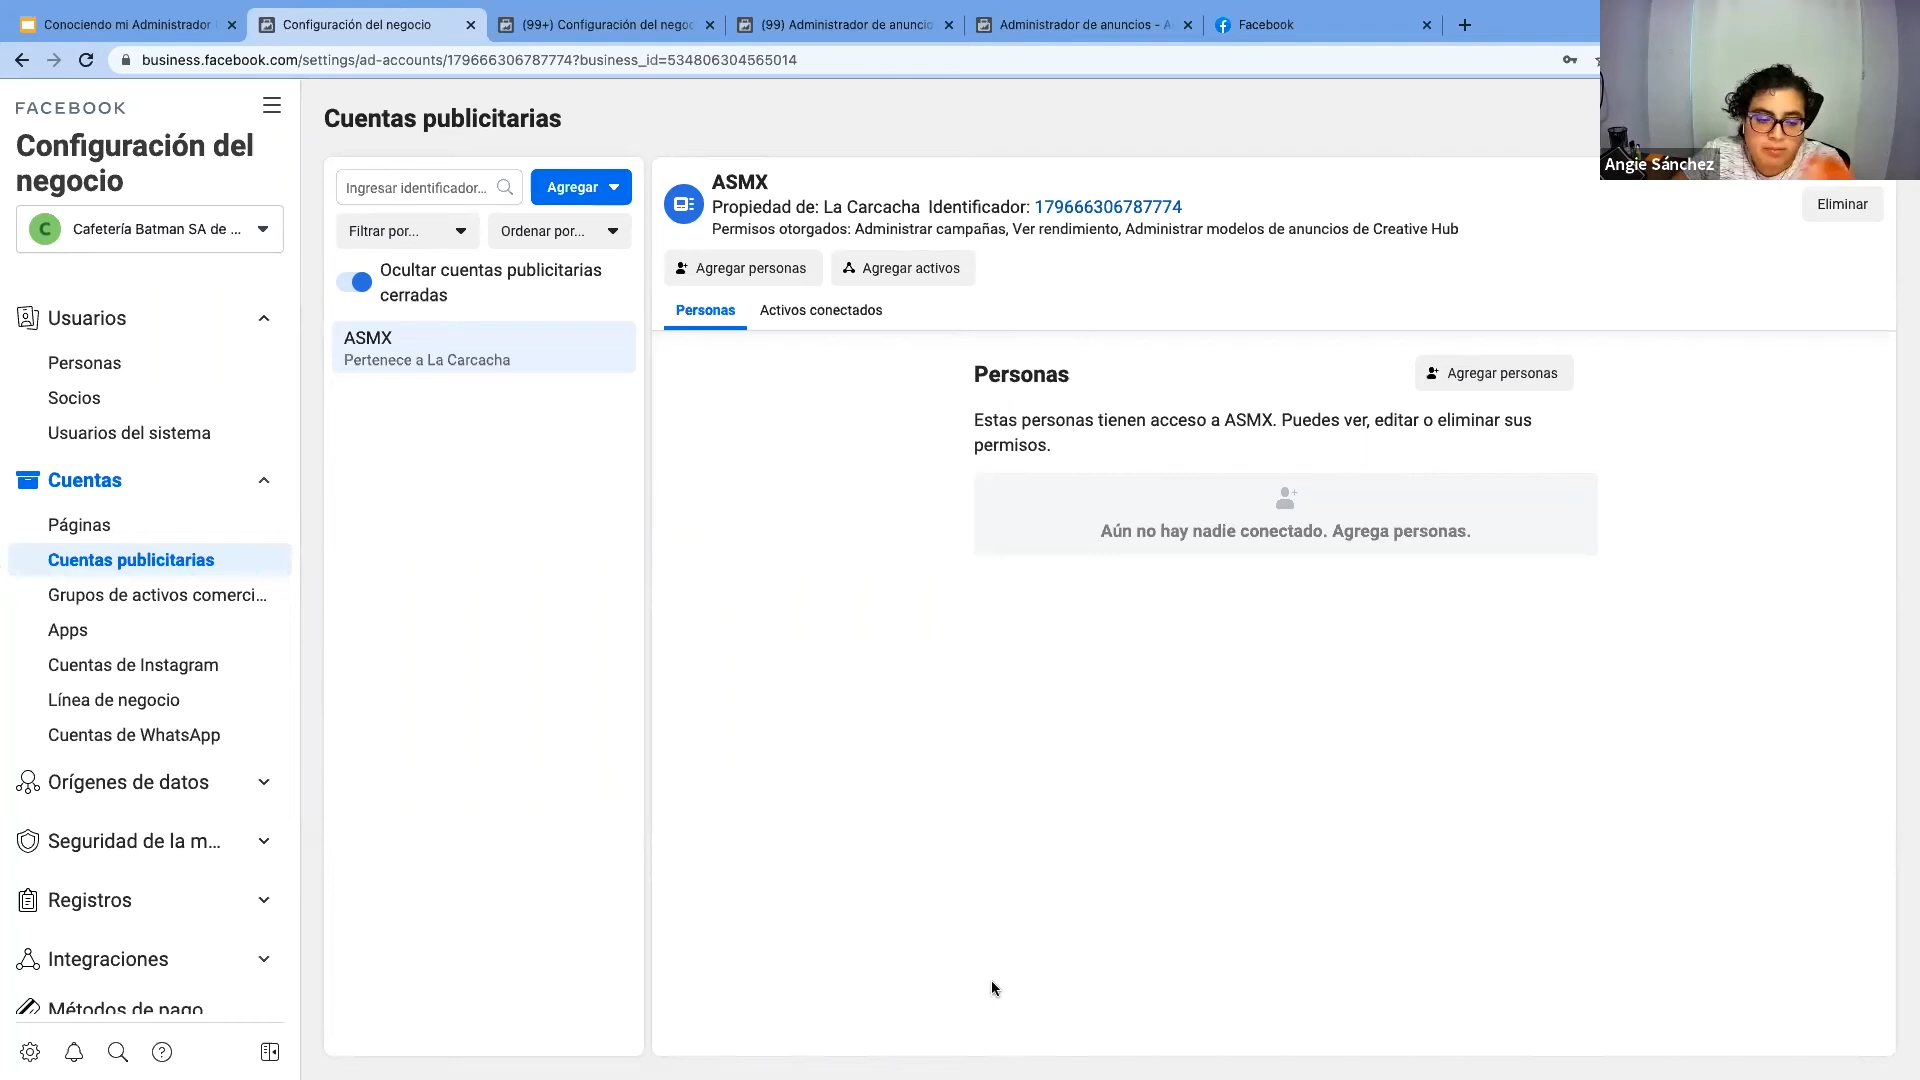 Conociendo mi Administrador
Configuración del negocio
(99+) Configuración del negoc
(99) Administrador de anuncio
Administrador de anuncios - A
Facebook
business.facebook.com/settings/ad-accounts/179666306787774?business_id=534806304565014
FACEBOOK
Configuración del
negocio
C
Cafetería Batman SA de ...
Usuarios
Personas
Socios
Usuarios del sistema
Cuentas
Páginas
Cuentas publicitarias
Grupos de activos comerci...
Apps
Cuentas de Instagram
Línea de negocio
Cuentas de WhatsApp
Orígenes de datos
Seguridad de la m...
Registros
Integraciones
Métodos de pago
Cuentas publicitarias
Ingresar identificador...
Agregar
Filtrar por...
Ordenar por...
Ocultar cuentas publicitarias
cerradas
ASMX
Pertenece a La Carcacha
ASMX
Propiedad de: La Carcacha Identificador: 179666306787774
Permisos otorgados: Administrar campañas, Ver rendimiento, Administrar modelos de anuncios de Creative Hub
Eliminar
Agregar personas
Agregar activos
Personas
Activos conectados
Personas
Agregar personas
Estas personas tienen acceso a ASMX. Puedes ver, editar o eliminar sus
permisos.
Aún no hay nadie conectado. Agrega personas.
Angie Sánchez